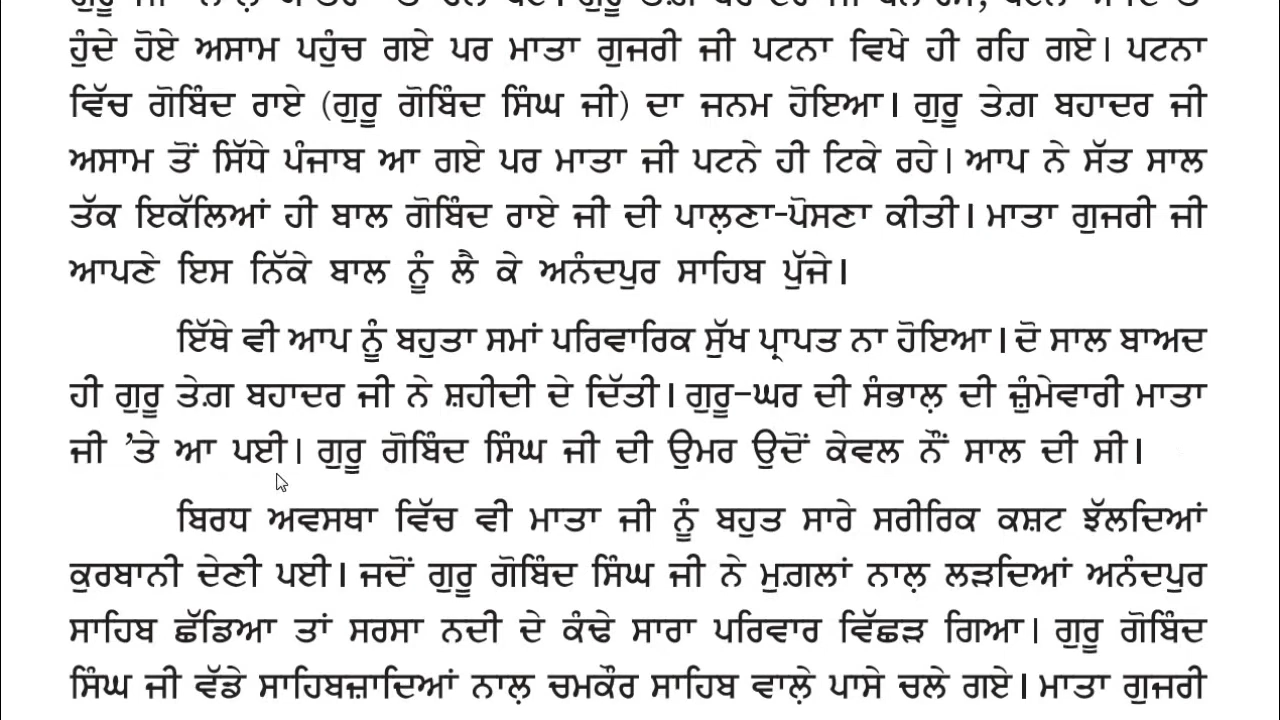 ਹੁੰਦੇ ਹੋਏ ਅਸਾਮ ਪਹੁੰਚ ਗਏ ਪਰ ਮਾਤਾ ਗੁਜਰੀ ਜੀ ਪਟਨਾ ਵਿਖੇ ਹੀ ਰਹਿ ਗਏ। ਪਟਨਾ
ਵਿੱਚ ਗੋਬਿੰਦ ਰਾਏ (ਗੁਰੂ ਗੋਬਿੰਦ ਸਿੰਘ ਜੀ) ਦਾ ਜਨਮ ਹੋਇਆ। ਗੁਰੂ ਤੇਗ਼ ਬਹਾਦਰ ਜੀ
ਅਸਾਮ ਤੋਂ ਸਿੱਧੇ ਪੰਜਾਬ ਆ ਗਏ ਪਰ ਮਾਤਾ ਜੀ ਪਟਨੇ ਹੀ ਟਿਕੇ ਰਹੇ। ਆਪ ਨੇ ਸੱਤ ਸਾਲ
ਤੱਕ ਇਕੱਲਿਆਂ ਹੀ ਬਾਲ ਗੋਬਿੰਦ ਰਾਏ ਜੀ ਦੀ ਪਾਲਣਾ-ਪੋਸਣਾ ਕੀਤੀ। ਮਾਤਾ ਗੁਜਰੀ ਜੀ
ਆਪਣੇ ਇਸ ਨਿੱਕੇ ਬਾਲ ਨੂੰ ਲੈ ਕੇ ਅਨੰਦਪੁਰ ਸਾਹਿਬ ਪੁੱਜੇ।
ਇੱਥੇ ਵੀ ਆਪ ਨੂੰ ਬਹੁਤਾ ਸਮਾਂ ਪਰਿਵਾਰਿਕ ਸੁੱਖ ਪ੍ਰਾਪਤ ਨਾ ਹੋਇਆ। ਦੋ ਸਾਲ ਬਾਅਦ
ਹੀ ਗੁਰੂ ਤੇਗ਼ ਬਹਾਦਰ ਜੀ ਨੇ ਸ਼ਹੀਦੀ ਦੇ ਦਿੱਤੀ। ਗੁਰੂ-ਘਰ ਦੀ ਸੰਭਾਲ਼ ਦੀ ਜ਼ੁੰਮੇਵਾਰੀ ਮਾਤਾ
ਜੀ ’ਤੇ ਆ ਪਈ। ਗੁਰੂ ਗੋਬਿੰਦ ਸਿੰਘ ਜੀ ਦੀ ਉਮਰ ਉਦੋਂ ਕੇਵਲ ਨੌਂ ਸਾਲ ਦੀ ਸੀ।
ਬਿਰਧ ਅਵਸਥਾ ਵਿੱਚ ਵੀ ਮਾਤਾ ਜੀ ਨੂੰ ਬਹੁਤ ਸਾਰੇ ਸਰੀਰਿਕ ਕਸ਼ਟ ਝੱਲਦਿਆਂ
ਕੁਰਬਾਨੀ ਦੇਣੀ ਪਈ। ਜਦੋਂ ਗੁਰੂ ਗੋਬਿੰਦ ਸਿੰਘ ਜੀ ਨੇ ਮੁਗ਼ਲਾਂ ਨਾਲ਼ ਲੜਦਿਆਂ ਅਨੰਦਪੁਰ
ਸਾਹਿਬ ਛੱਡਿਆ ਤਾਂ ਸਰਸਾ ਨਦੀ ਦੇ ਕੰਢੇ ਸਾਰਾ ਪਰਿਵਾਰ ਵਿੱਛੜ ਗਿਆ। ਗੁਰੂ ਗੋਬਿੰਦ
ਸਿੰਘ ਜੀ ਵੱਡੇ ਸਾਹਿਬਜ਼ਾਦਿਆਂ ਨਾਲ਼ ਚਮਕੌਰ ਸਾਹਿਬ ਵਾਲ਼ੇ ਪਾਸੇ ਚਲੇ ਗਏ। ਮਾਤਾ ਗੁਜਰੀ